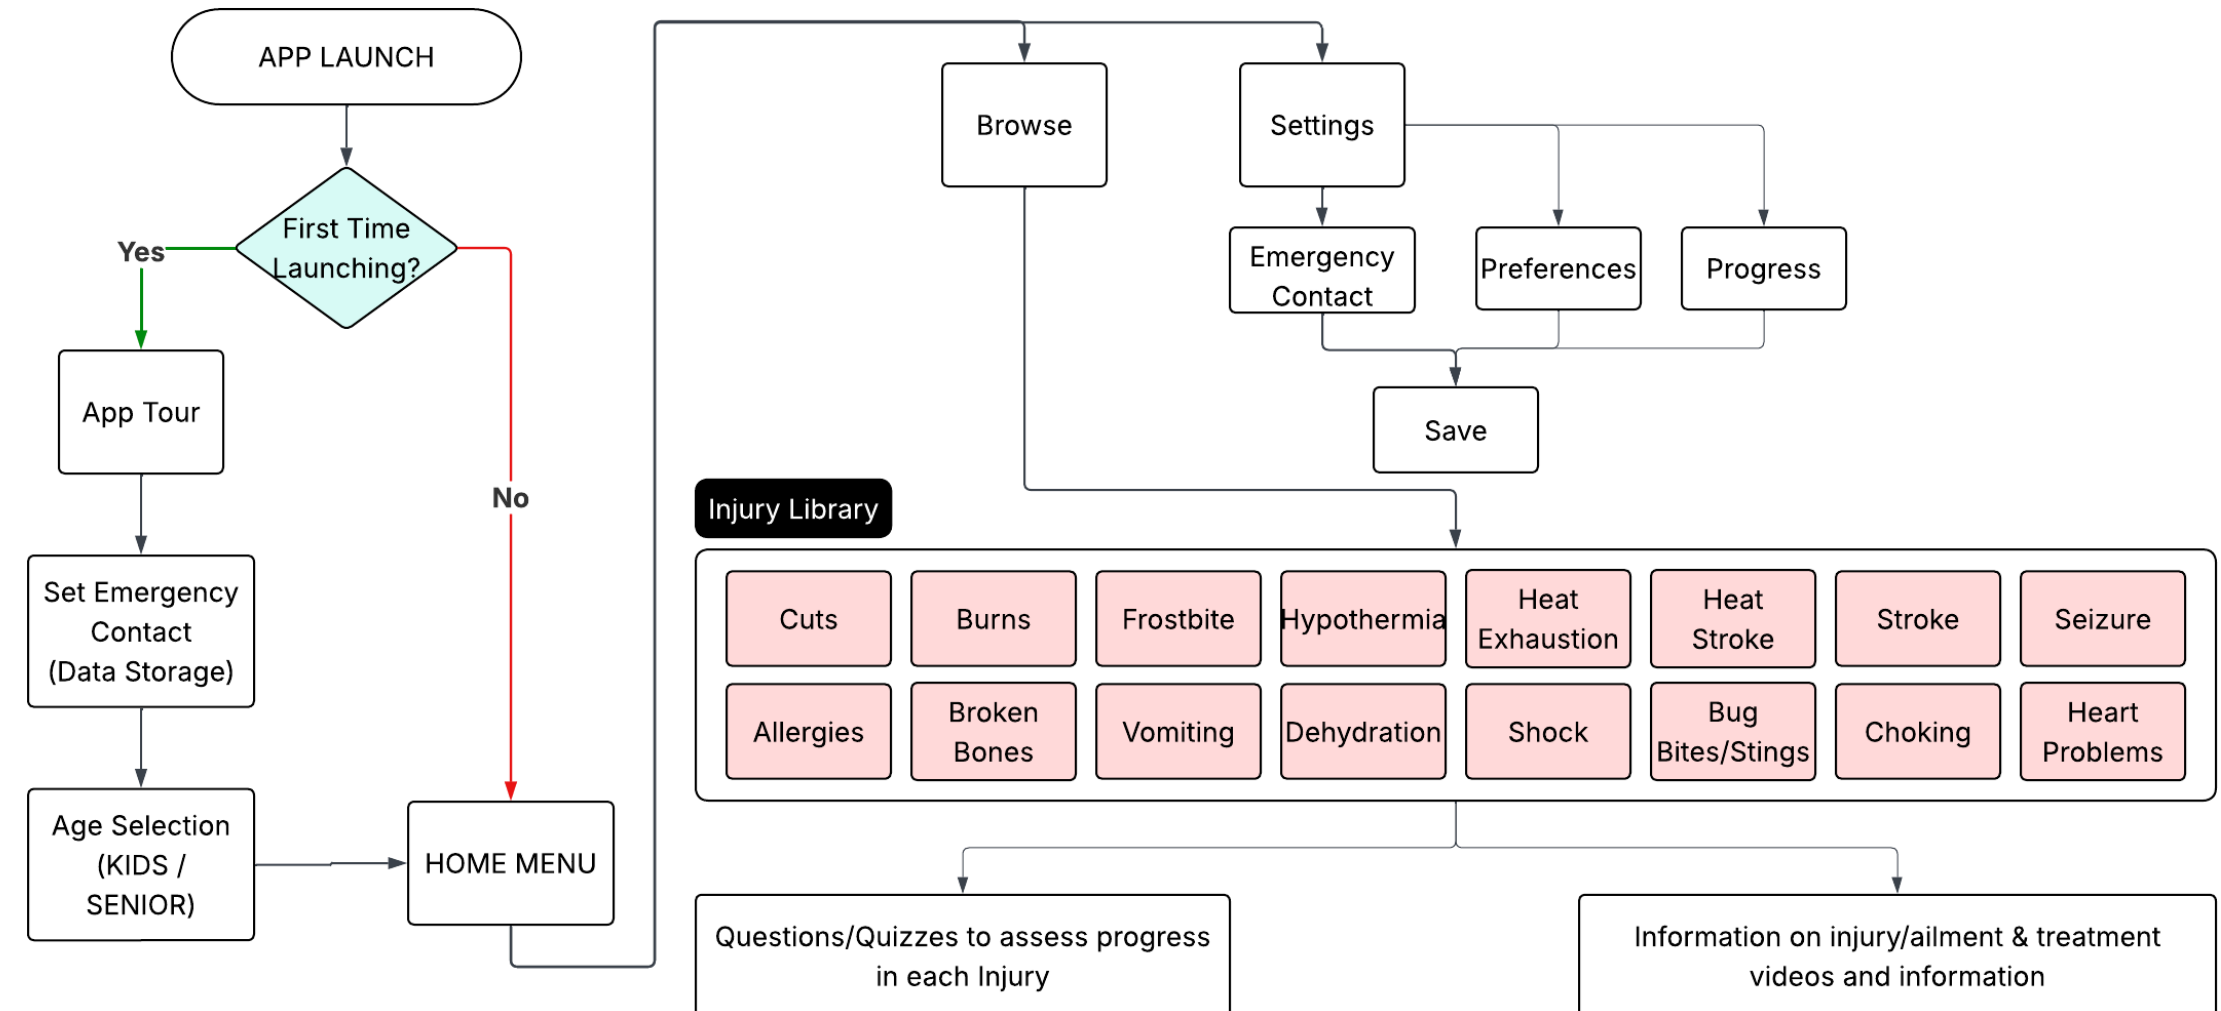 APP LAUNCH
First Time
Launching?
Yes
No
App Tour
Set Emergency
Contact
(Data Storage)
Age Selection
(KIDS /
SENIOR)
HOME MENU
Browse
Settings
Emergency
Contact
Preferences
Progress
Save
Injury Library
Cuts
Burns
Frostbite
Hypothermia
Heat
Exhaustion
Heat
Stroke
Stroke
Seizure
Allergies
Broken
Bones
Vomiting
Dehydration
Shock
Bug
Bites/Stings
Choking
Heart
Problems
Questions/Quizzes to assess progress
in each Injury
Information on injury/ailment & treatment
videos and information